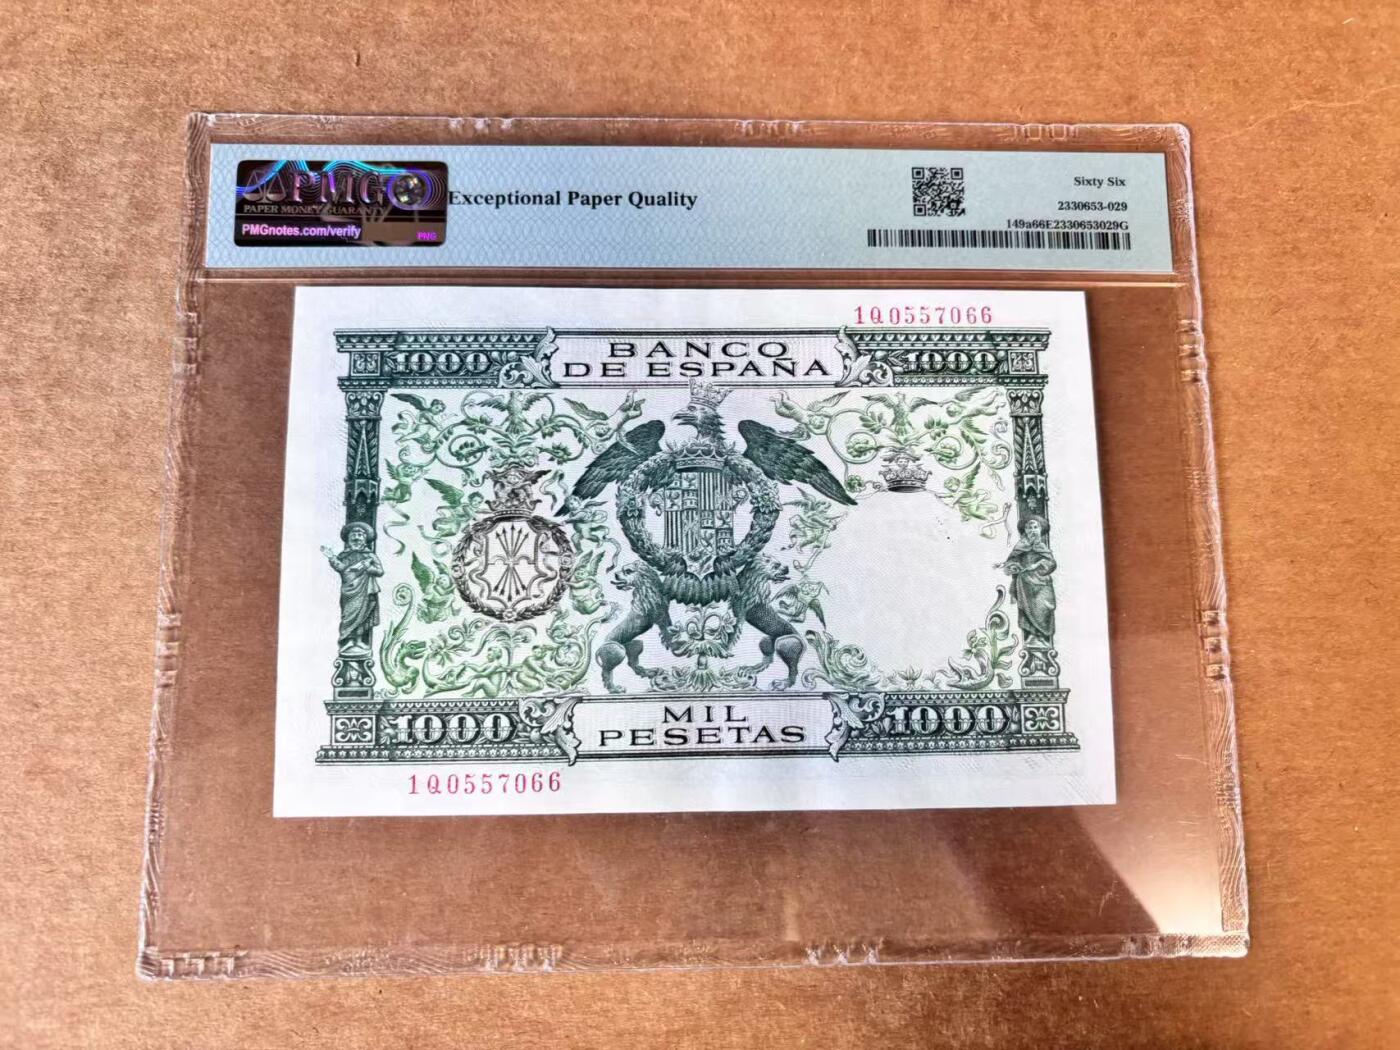 PMG
PAPER MONEY GUARANTY
PMGnotes.com/verify
PNG
Exceptional Paper Quality
Sixty Six
2330653-029
149a66E2330653029G
1Q0557066
1000
BANCO
DE ESPAÑA
1000
1000
MIL
PESETAS
1000
1Q0557066